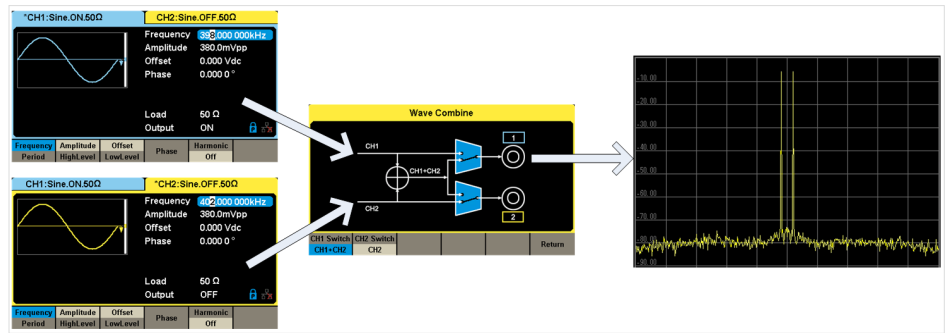 *CH1:Sine.ON.50Ω CH2:Sine.OFF.50Ω
Frequency 398.000 000kHz
Amplitude 380.0mVpp
Offset 0.000 Vdc
Phase 0.000 0 °
Load 50 Ω
Output ON
Frequency Amplitude Offset Phase Harmonic
Period HighLevel LowLevel Off
CH1:Sine.ON.50Ω *CH2:Sine.OFF.50Ω
Frequency 402.000 000kHz
Amplitude 380.0mVpp
Offset 0.000 Vdc
Phase 0.000 0 °
Load 50 Ω
Output OFF
Frequency Amplitude Offset Phase Harmonic
Period HighLevel LowLevel Off
Wave Combine
CH1
CH1+CH2
CH2
1
2
CH1 Switch CH2 Switch Return
CH1+CH2 CH2
-10.00
-20.00
-30.00
-40.00
-50.00
-60.00
-70.00
-80.00
-90.00